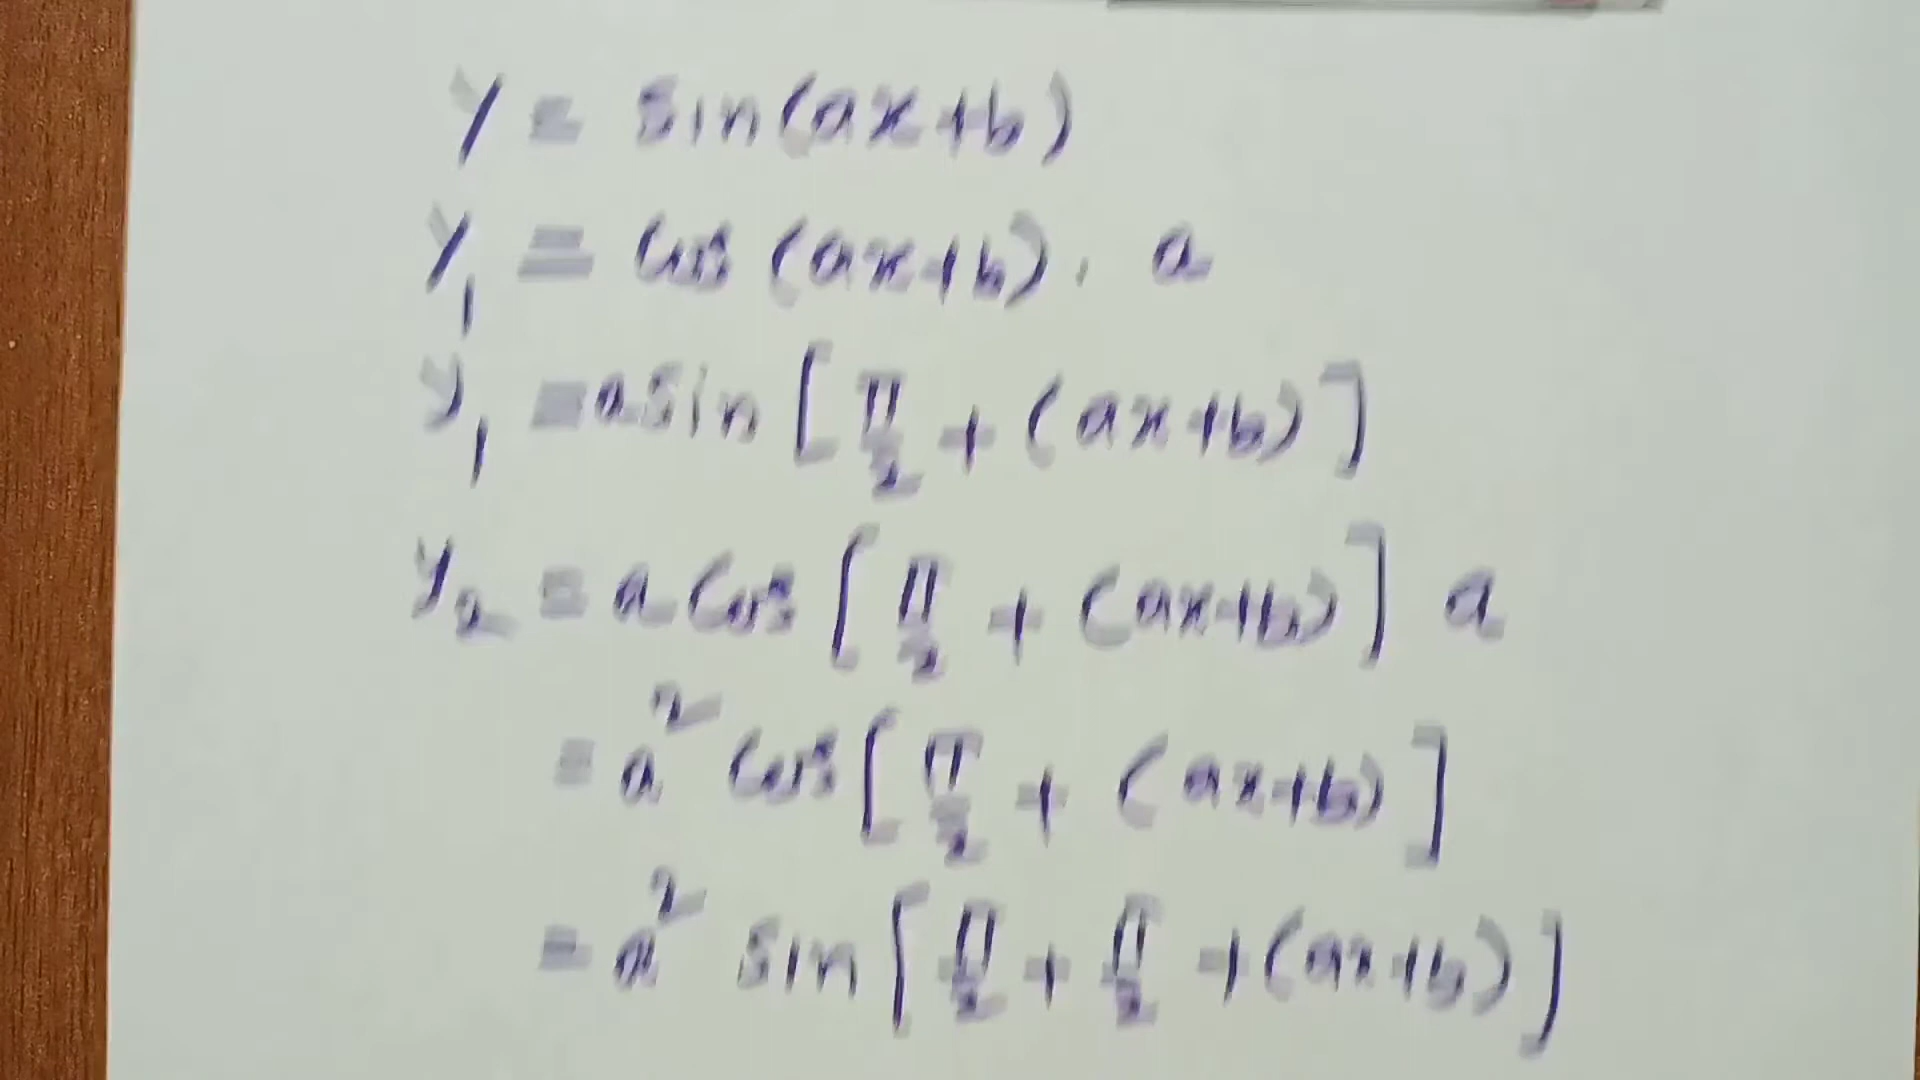 y = sin(ax+b)
y₁ = cos(ax+b). a
y₁ = a sin[π/2 + (ax+b)]
y₂ = a cos[π/2 + (ax+b)] a
= a² cos[π/2 + (ax+b)]
= a² sin[π/2 + π/2 + (ax+b)]